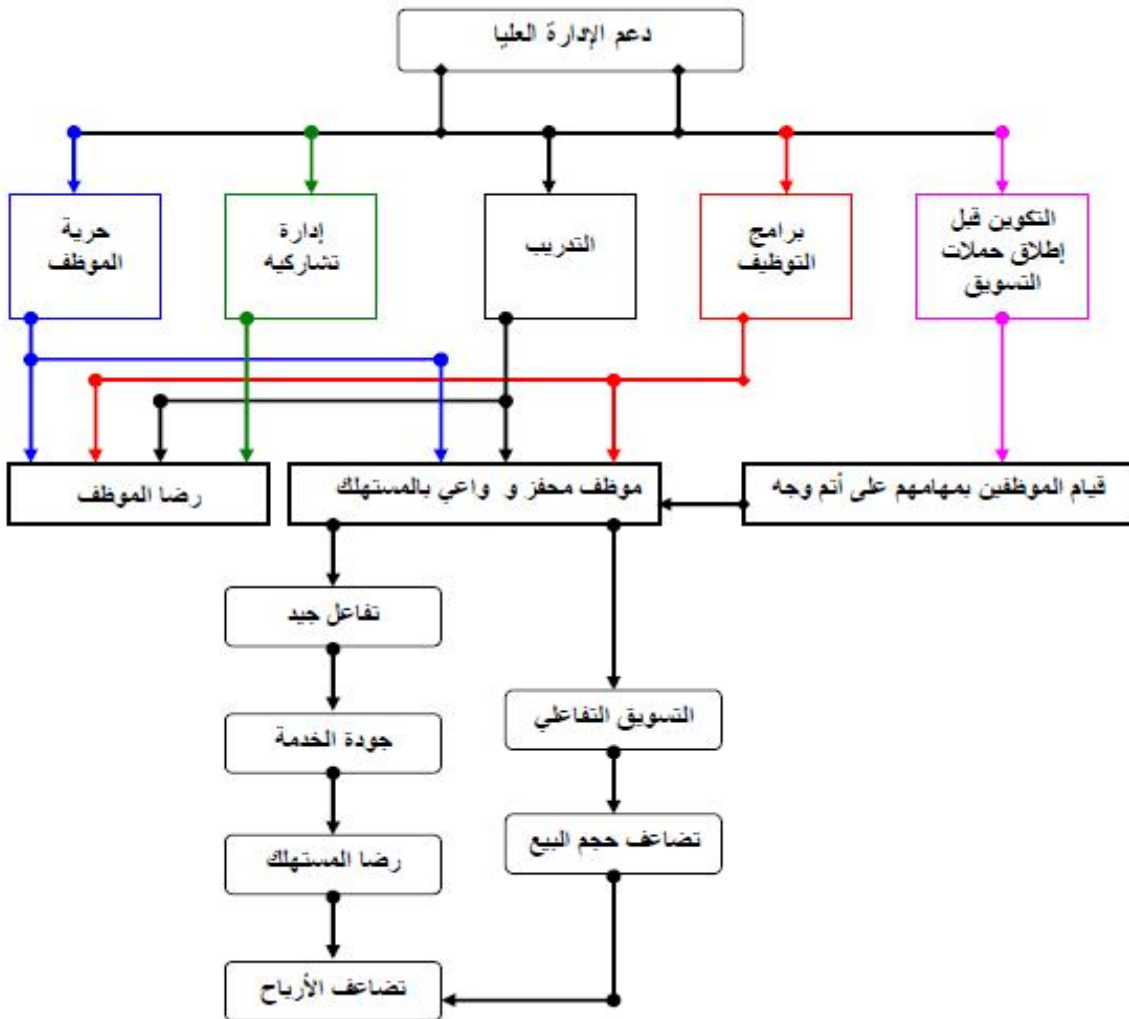 دعم الإدارة العليا
التكوين قبل
إطلاق حملات
التسويق
برامج
التوظيف
التدريب
إدارة
تشاركيه
حرية
الموظف
قيام الموظفين بمهامهم على أتم وجه
موظف محفز و واعي بالمستهلك
رضا الموظف
تفاعل جيد
التسويق التفاعلي
جودة الخدمة
تضاعف حجم البيع
رضا المستهلك
تضاعف الأرباح